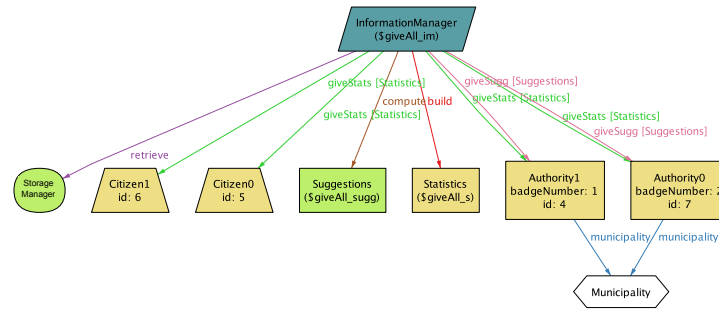 InformationManager
($giveAll_im)
giveStats [Statistics]
giveSugg [Suggestions]
compute
build
giveStats [Statistics]
giveStats [Statistics]
giveStats [Statistics]
giveSugg [Suggestions]
retrieve
Storage
Manager
Citizen1
id: 6
Citizen0
id: 5
Suggestions
($giveAll_sugg)
Statistics
($giveAll_s)
Authority1
badgeNumber: 1
id: 4
Authority0
badgeNumber: 2
id: 7
municipality
municipality
Municipality